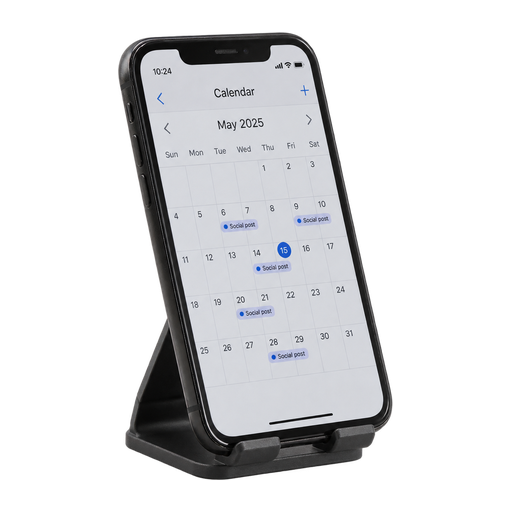 10:24
Calendar +
May 2025
Sun Mon Tue Wed Thu Fri Sat
1 2 3
4 5 6 7 8 9 10
Social post Social post
11 12 13 14 15 16 17
Social post
18 19 20 21 22 23 24
Social post
25 26 27 28 29 30 31
Social post